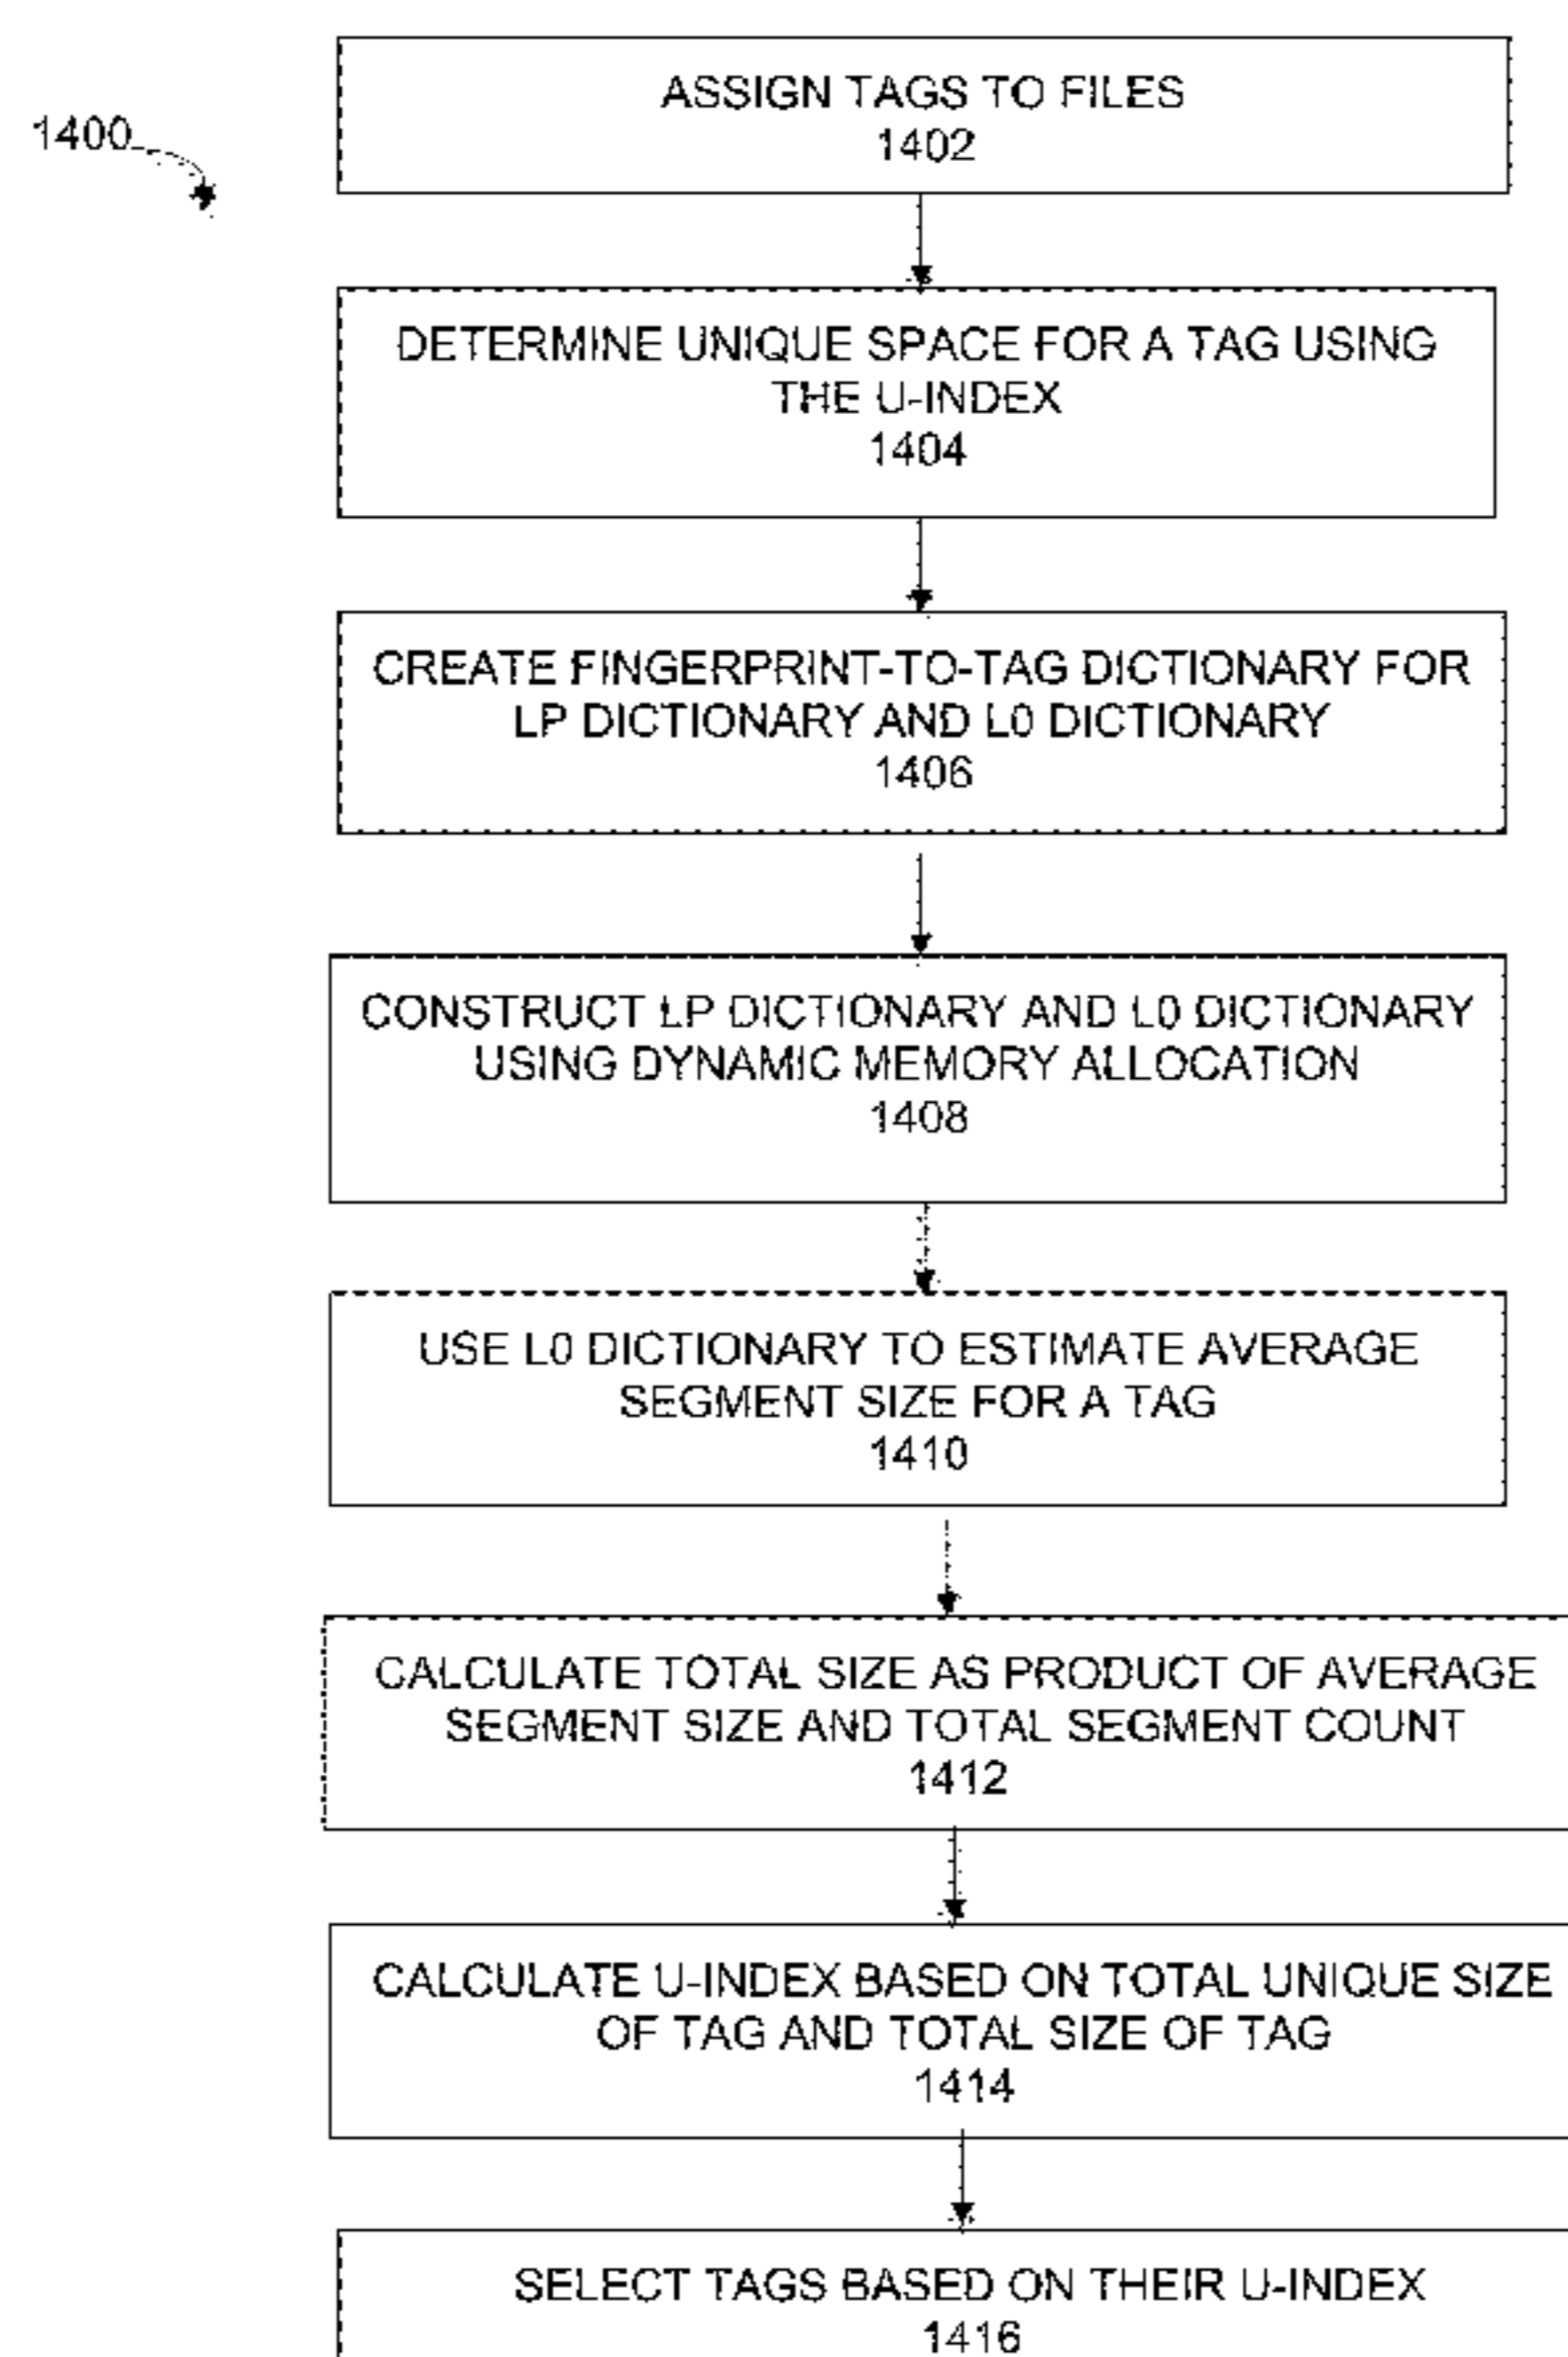 1400
ASSIGN TAGS TO FILES
1402
DETERMINE UNIQUE SPACE FOR A TAG USING
THE U-INDEX
1404
CREATE FINGERPRINT-TO-TAG DICTIONARY FOR
LP DICTIONARY AND L0 DICTIONARY
1406
CONSTRUCT LP DICTIONARY AND L0 DICTIONARY
USING DYNAMIC MEMORY ALLOCATION
1408
USE L0 DICTIONARY TO ESTIMATE AVERAGE
SEGMENT SIZE FOR A TAG
1410
CALCULATE TOTAL SIZE AS PRODUCT OF AVERAGE
SEGMENT SIZE AND TOTAL SEGMENT COUNT
1412
CALCULATE U-INDEX BASED ON TOTAL UNIQUE SIZE
OF TAG AND TOTAL SIZE OF TAG
1414
SELECT TAGS BASED ON THEIR U-INDEX
1416